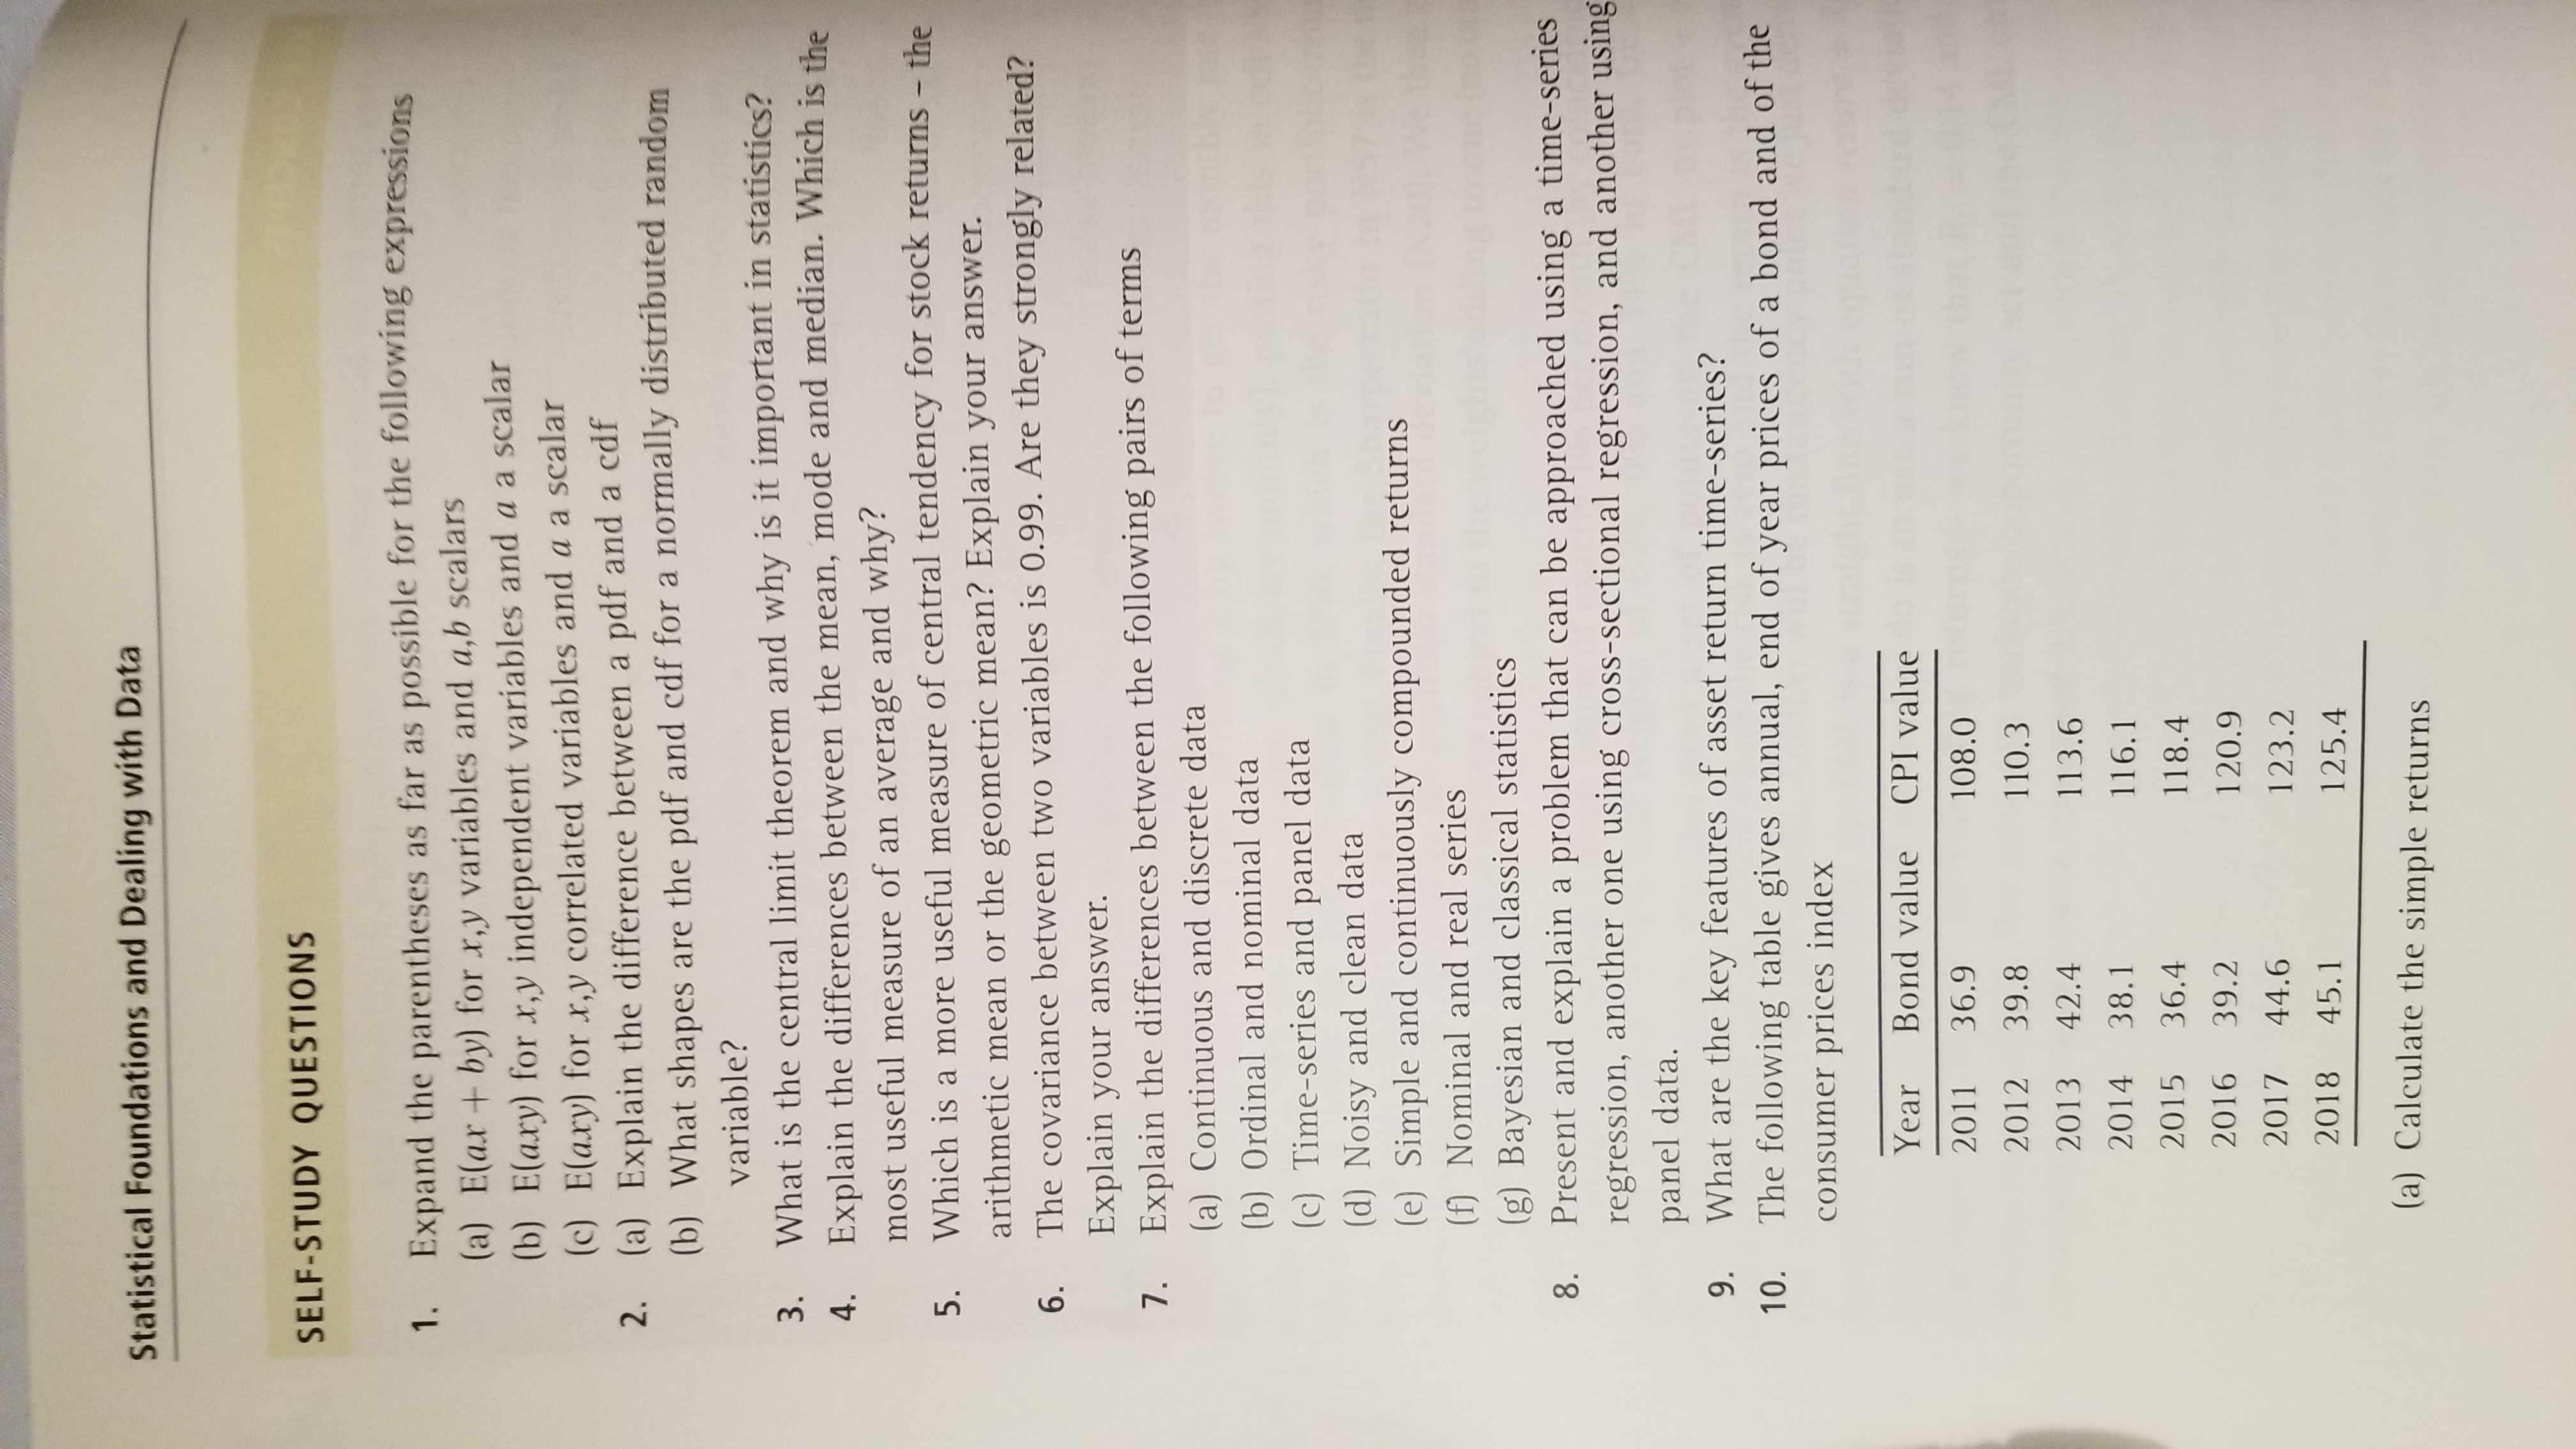 Statistical Foundations and Dealing with Data
SELF-STUDY QUESTIONS
1. Expand the parentheses as far as possible for the following expressions
(a) E(ax + by) for x,y variables and a,b scalars
(b) E(axy) for x,y independent variables and a a scalar
(c) E(axy) for x,y correlated variables and a a scalar
2. (a) Explain the difference between a pdf and a cdf
(b) What shapes are the pdf and cdf for a normally distributed random
variable?
3. What is the central limit theorem and why is it important in statistics?
4. Explain the differences between the mean, mode and median. Which is the
most useful measure of an average and why?
5. Which is a more useful measure of central tendency for stock returns – the
arithmetic mean or the geometric mean? Explain your answer.
6. The covariance between two variables is 0.99. Are they strongly related?
Explain your answer.
7. Explain the differences between the following pairs of terms
(a) Continuous and discrete data
(b) Ordinal and nominal data
(c) Time-series and panel data
(d) Noisy and clean data
(e) Simple and continuously compounded returns
(f) Nominal and real series
(g) Bayesian and classical statistics
8. Present and explain a problem that can be approached using a time-series
regression, another one using cross-sectional regression, and another using
panel data.
9. What are the key features of asset return time-series?
10. The following table gives annual, end of year prices of a bond and of the
consumer prices index
Year Bond value CPI value
2011 36.9 108.0
2012 39.8 110.3
2013 42.4 113.6
2014 38.1 116.1
2015 36.4 118.4
2016 39.2 120.9
2017 44.6 123.2
2018 45.1 125.4
(a) Calculate the simple returns